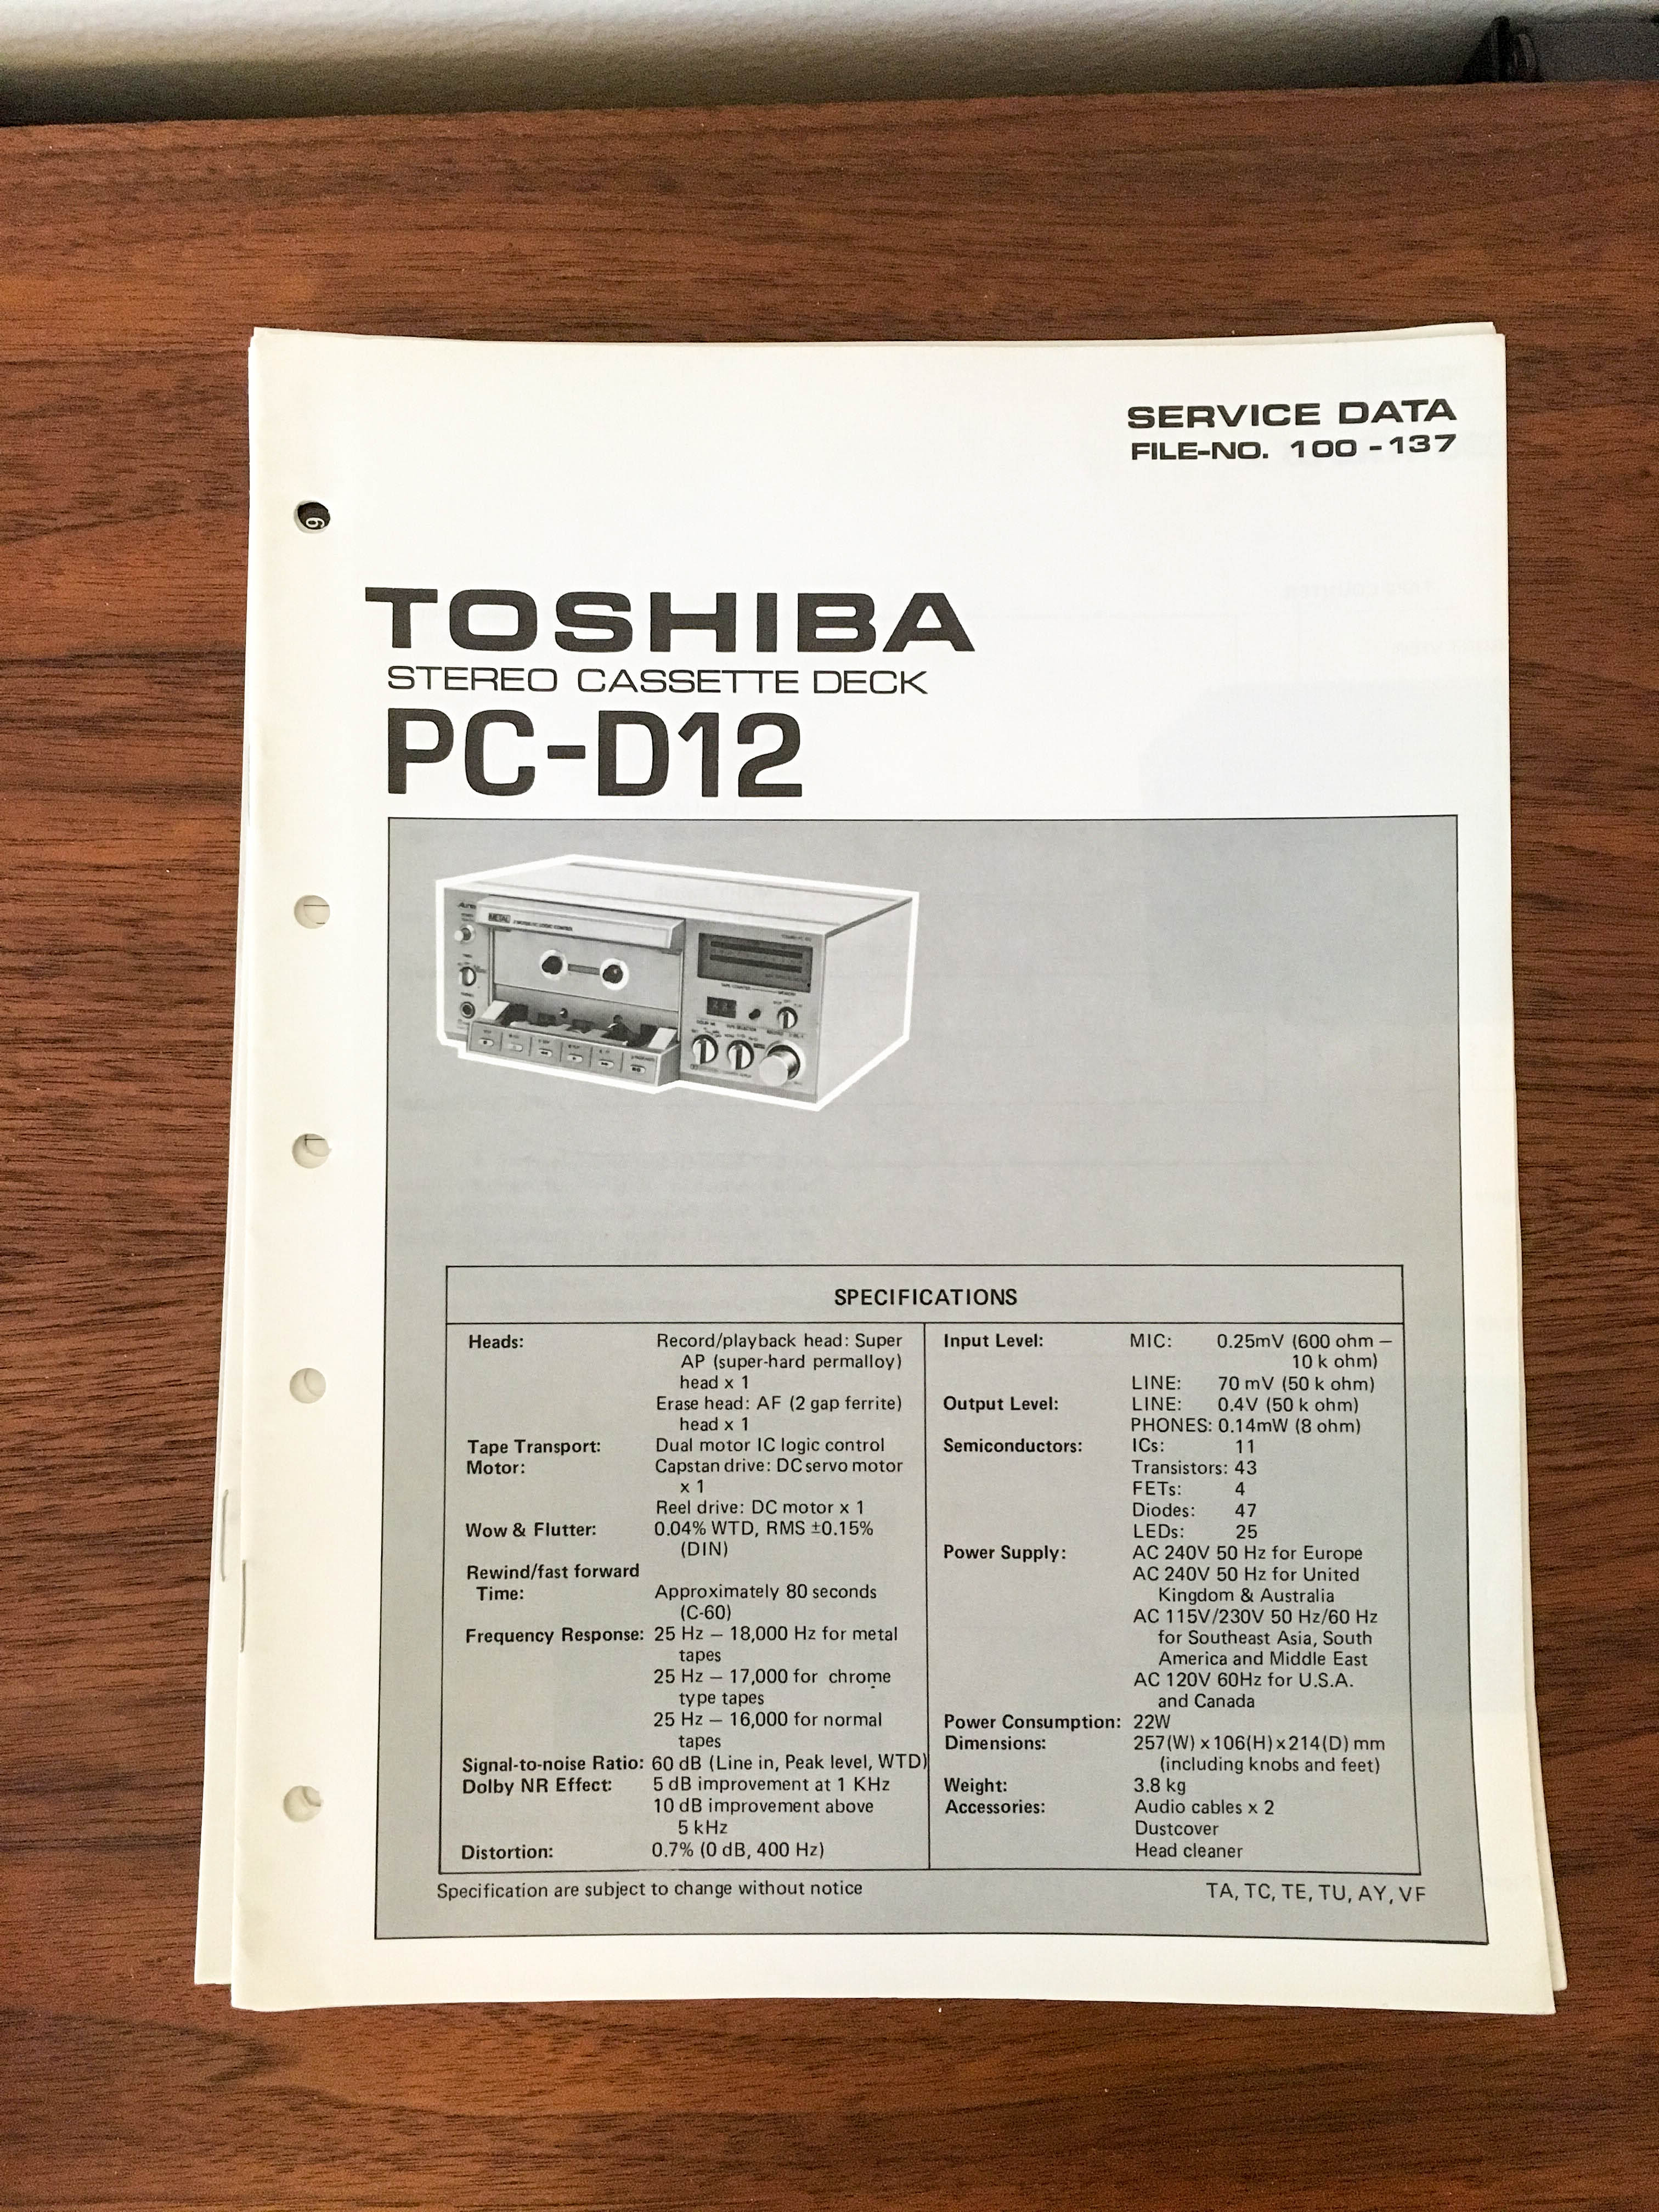 SERVICE DATA
FILE-NO. 100-137
TOSHIBA
STEREO CASSETTE DECK
PC-D12
METAL
SPECIFICATIONS
Heads: Record/playback head: Super
AP (super-hard permalloy)
head x 1
Erase head: AF (2 gap ferrite)
head x 1
Tape Transport: Dual motor IC logic control
Motor: Capstan drive: DC servo motor
x 1
Reel drive: DC motor x 1
Wow & Flutter: 0.04% WTD, RMS ±0.15%
(DIN)
Rewind/fast forward
Time: Approximately 80 seconds
(C-60)
Frequency Response: 25 Hz – 18,000 Hz for metal
tapes
25 Hz – 17,000 for chrome
type tapes
25 Hz – 16,000 for normal
tapes
Signal-to-noise Ratio: 60 dB (Line in, Peak level, WTD)
Dolby NR Effect: 5 dB improvement at 1 KHz
10 dB improvement above
5 kHz
Distortion: 0.7% (0 dB, 400 Hz)
Input Level: MIC: 0.25mV (600 ohm –
10 k ohm)
LINE: 70 mV (50 k ohm)
Output Level: LINE: 0.4V (50 k ohm)
PHONES: 0.14mW (8 ohm)
Semiconductors: ICs: 11
Transistors: 43
FETs: 4
Diodes: 47
LEDs: 25
Power Supply: AC 240V 50 Hz for Europe
AC 240V 50 Hz for United
Kingdom & Australia
AC 115V/230V 50 Hz/60 Hz
for Southeast Asia, South
America and Middle East
AC 120V 60Hz for U.S.A.
and Canada
Power Consumption: 22W
Dimensions: 257(W) x 106(H) x 214(D) mm
(including knobs and feet)
Weight: 3.8 kg
Accessories: Audio cables x 2
Dustcover
Head cleaner
Specification are subject to change without notice
TA, TC, TE, TU, AY, VF